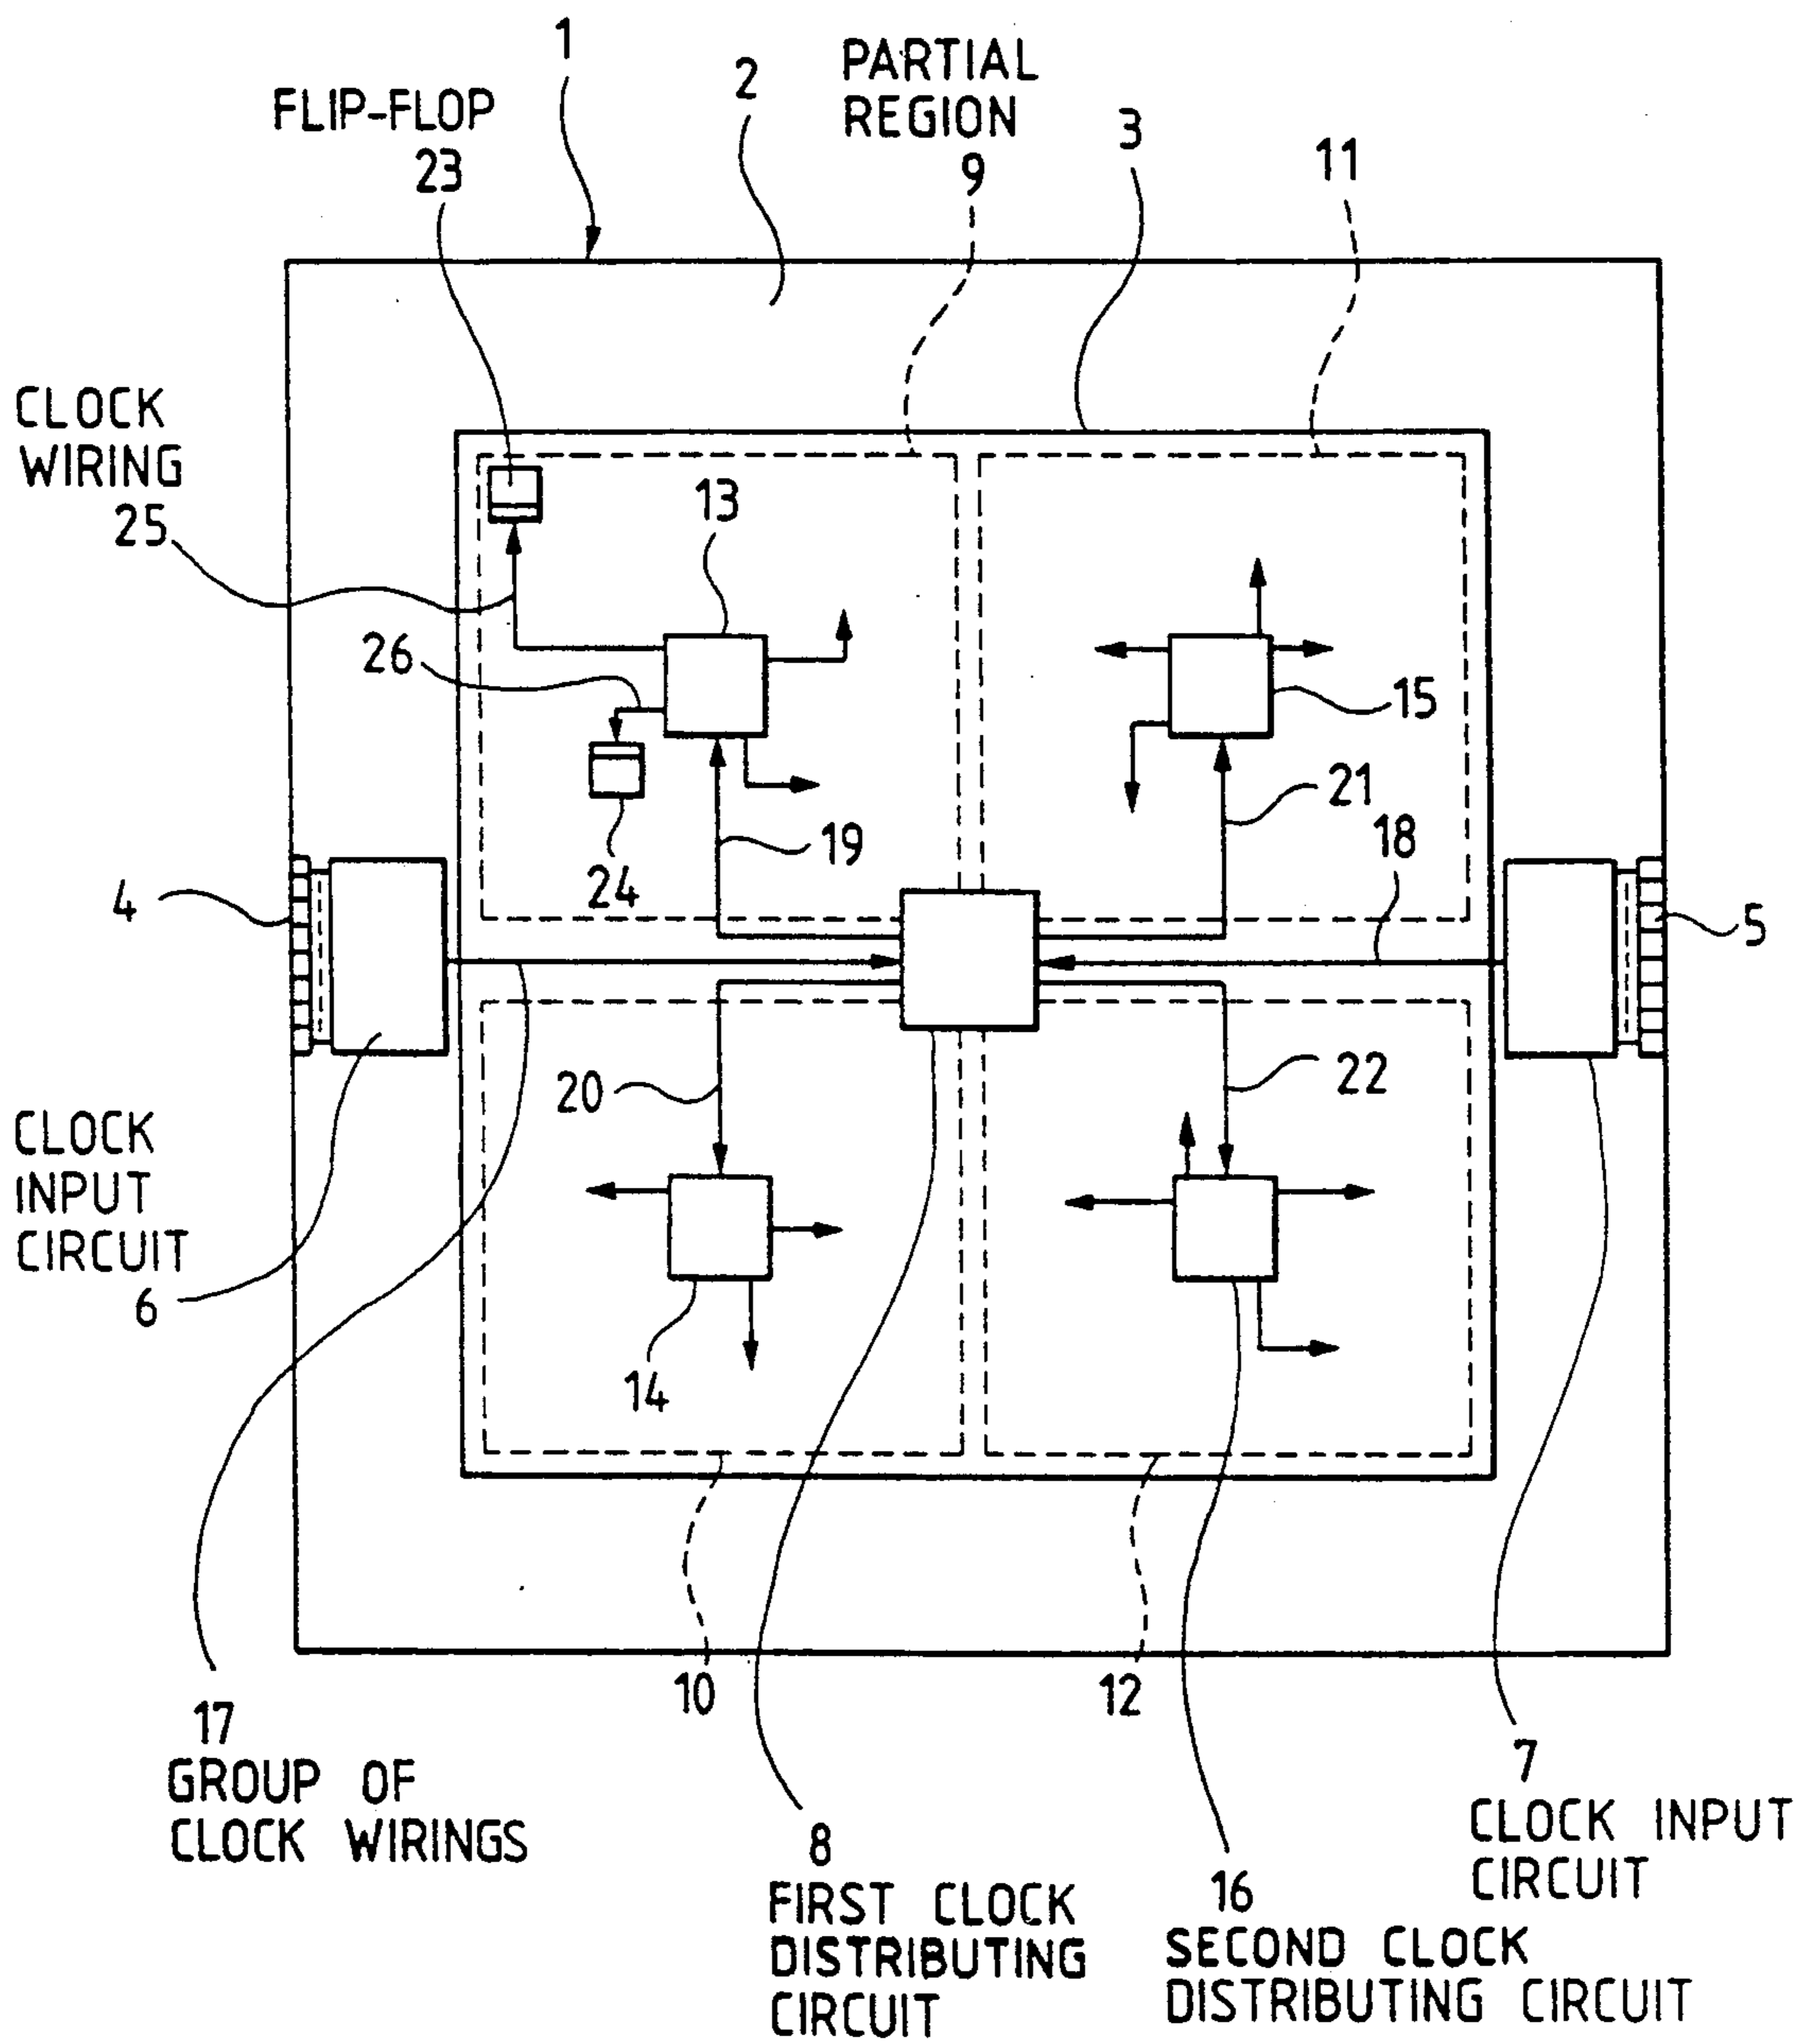 1
2
PARTIAL
REGION
9
FLIP-FLOP
23
3
11
CLOCK
WIRING
25
13
26
15
21
19
18
24
4
5
20
22
CLOCK
INPUT
CIRCUIT
6
14
10
12
17
GROUP OF
CLOCK WIRINGS
8
FIRST CLOCK
DISTRIBUTING
CIRCUIT
16
SECOND CLOCK
DISTRIBUTING CIRCUIT
7
CLOCK INPUT
CIRCUIT